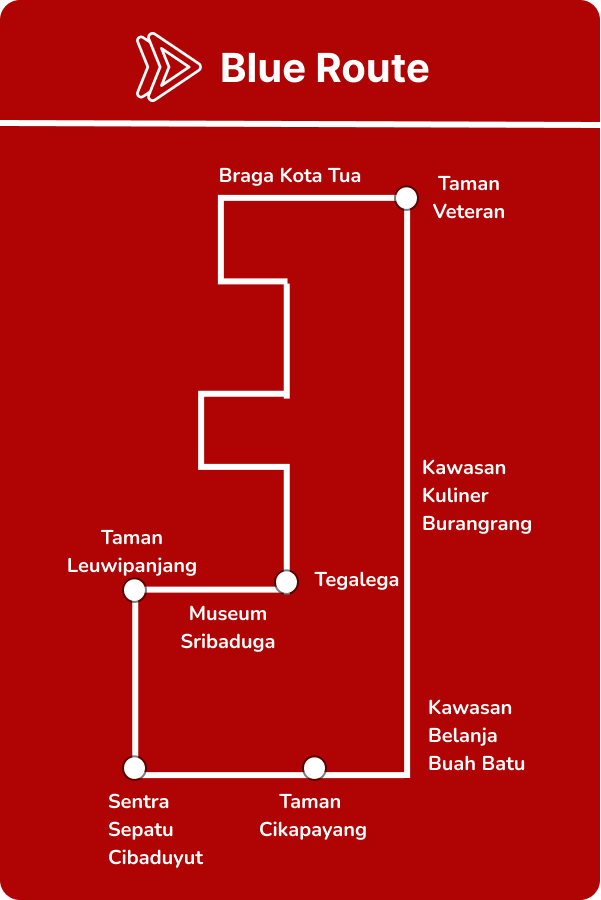 Blue Route
Braga Kota Tua
Taman
Veteran
Kawasan
Kuliner
Burangrang
Taman
Leuwipanjang
Tegalega
Museum
Sribaduga
Kawasan
Belanja
Buah Batu
Sentra
Sepatu
Cibaduyut
Taman
Cikapayang